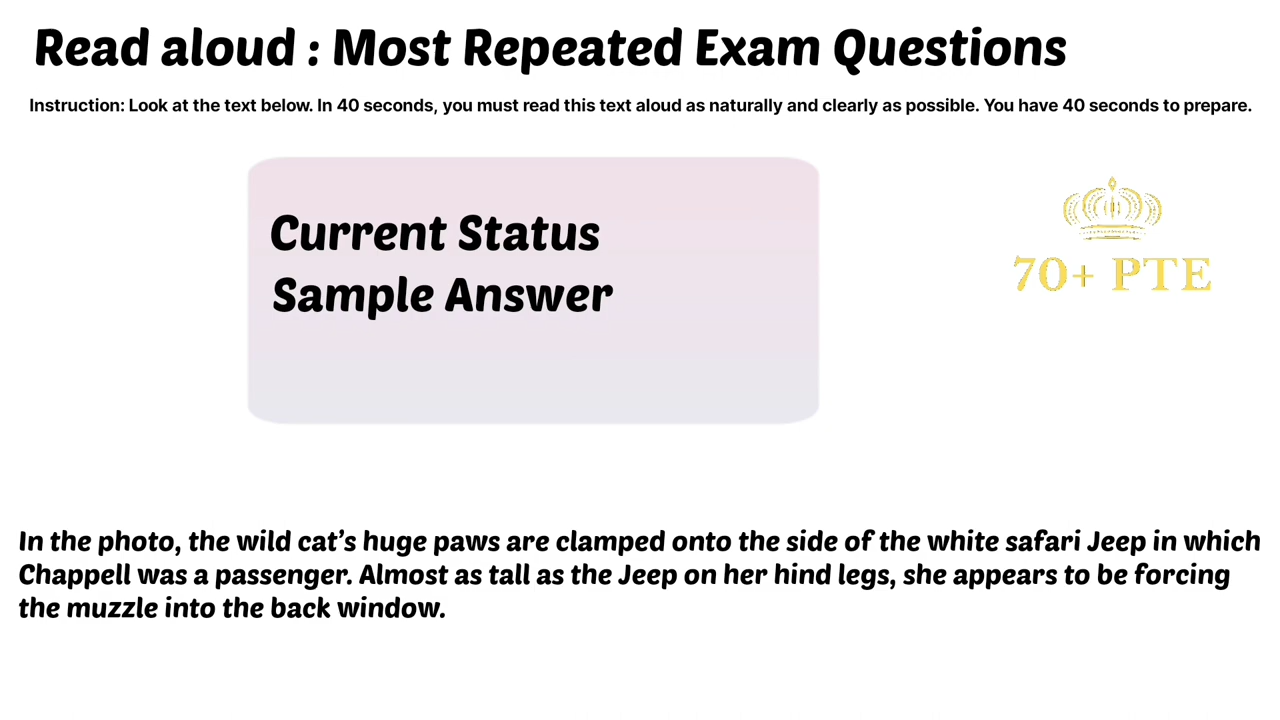 Read aloud : Most Repeated Exam Questions
Instruction: Look at the text below. In 40 seconds, you must read this text aloud as naturally and clearly as possible. You have 40 seconds to prepare.
Current Status
Sample Answer
70+ PTE
In the photo, the wild cat’s huge paws are clamped onto the side of the white safari Jeep in which
Chappell was a passenger. Almost as tall as the Jeep on her hind legs, she appears to be forcing
the muzzle into the back window.